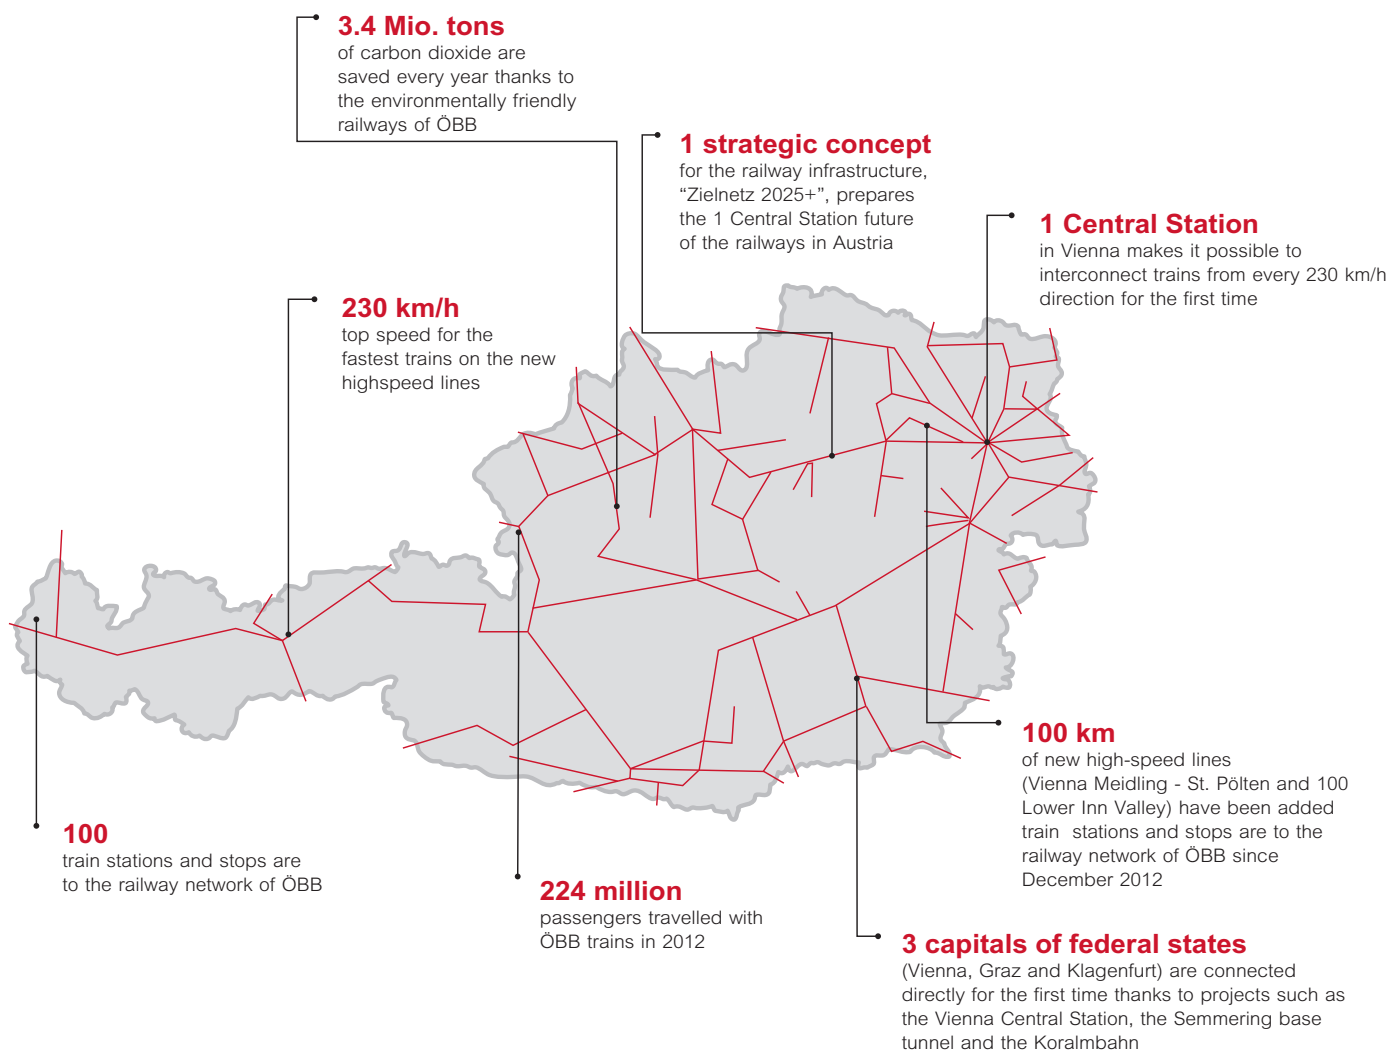 3.4 Mio. tons
of carbon dioxide are
saved every year thanks to
the environmentally friendly
railways of ÖBB
1 strategic concept
for the railway infrastructure,
“Zielnetz 2025+”, prepares
the 1 Central Station future
of the railways in Austria
1 Central Station
in Vienna makes it possible to
interconnect trains from every 230 km/h
direction for the first time
230 km/h
top speed for the
fastest trains on the new
highspeed lines
100 km
of new high-speed lines
(Vienna Meidling - St. Pölten and 100
Lower Inn Valley) have been added
train stations and stops are to the
railway network of ÖBB since
December 2012
100
train stations and stops are
to the railway network of ÖBB
224 million
passengers travelled with
ÖBB trains in 2012
3 capitals of federal states
(Vienna, Graz and Klagenfurt) are connected
directly for the first time thanks to projects such as
the Vienna Central Station, the Semmering base
tunnel and the Koralmbahn